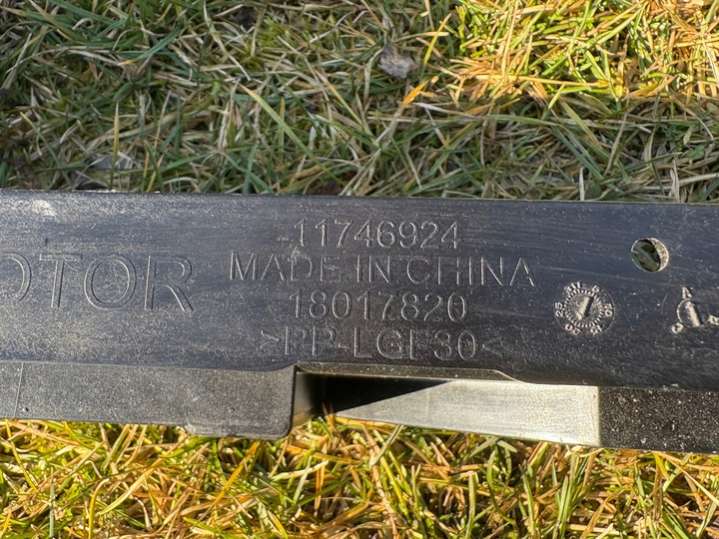 11746924
OTOR
MADE IN CHINA
18017820
>PP-LGF30<